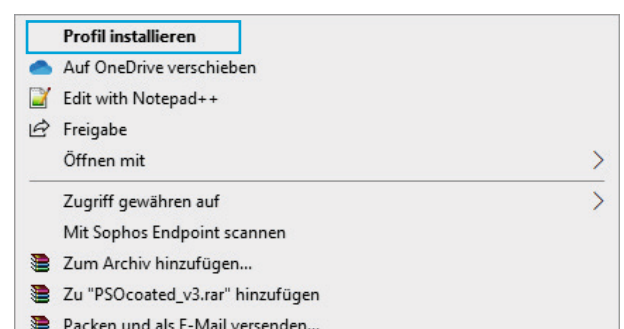 Profil installieren
Auf OneDrive verschieben
Edit with Notepad++
Freigabe
Öffnen mit
Zugriff gewähren auf
Mit Sophos Endpoint scannen
Zum Archiv hinzufügen...
Zu "PSOcoated_v3.rar" hinzufügen
Packen und als E-Mail versenden...